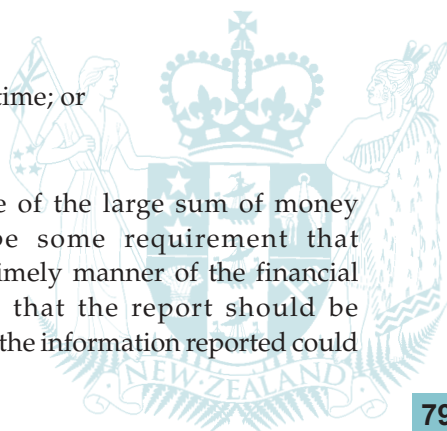 time; or
e of the large sum of money
be some requirement that
imely manner of the financial
that the report should be
the information reported could
NEW·ZEALAND
79